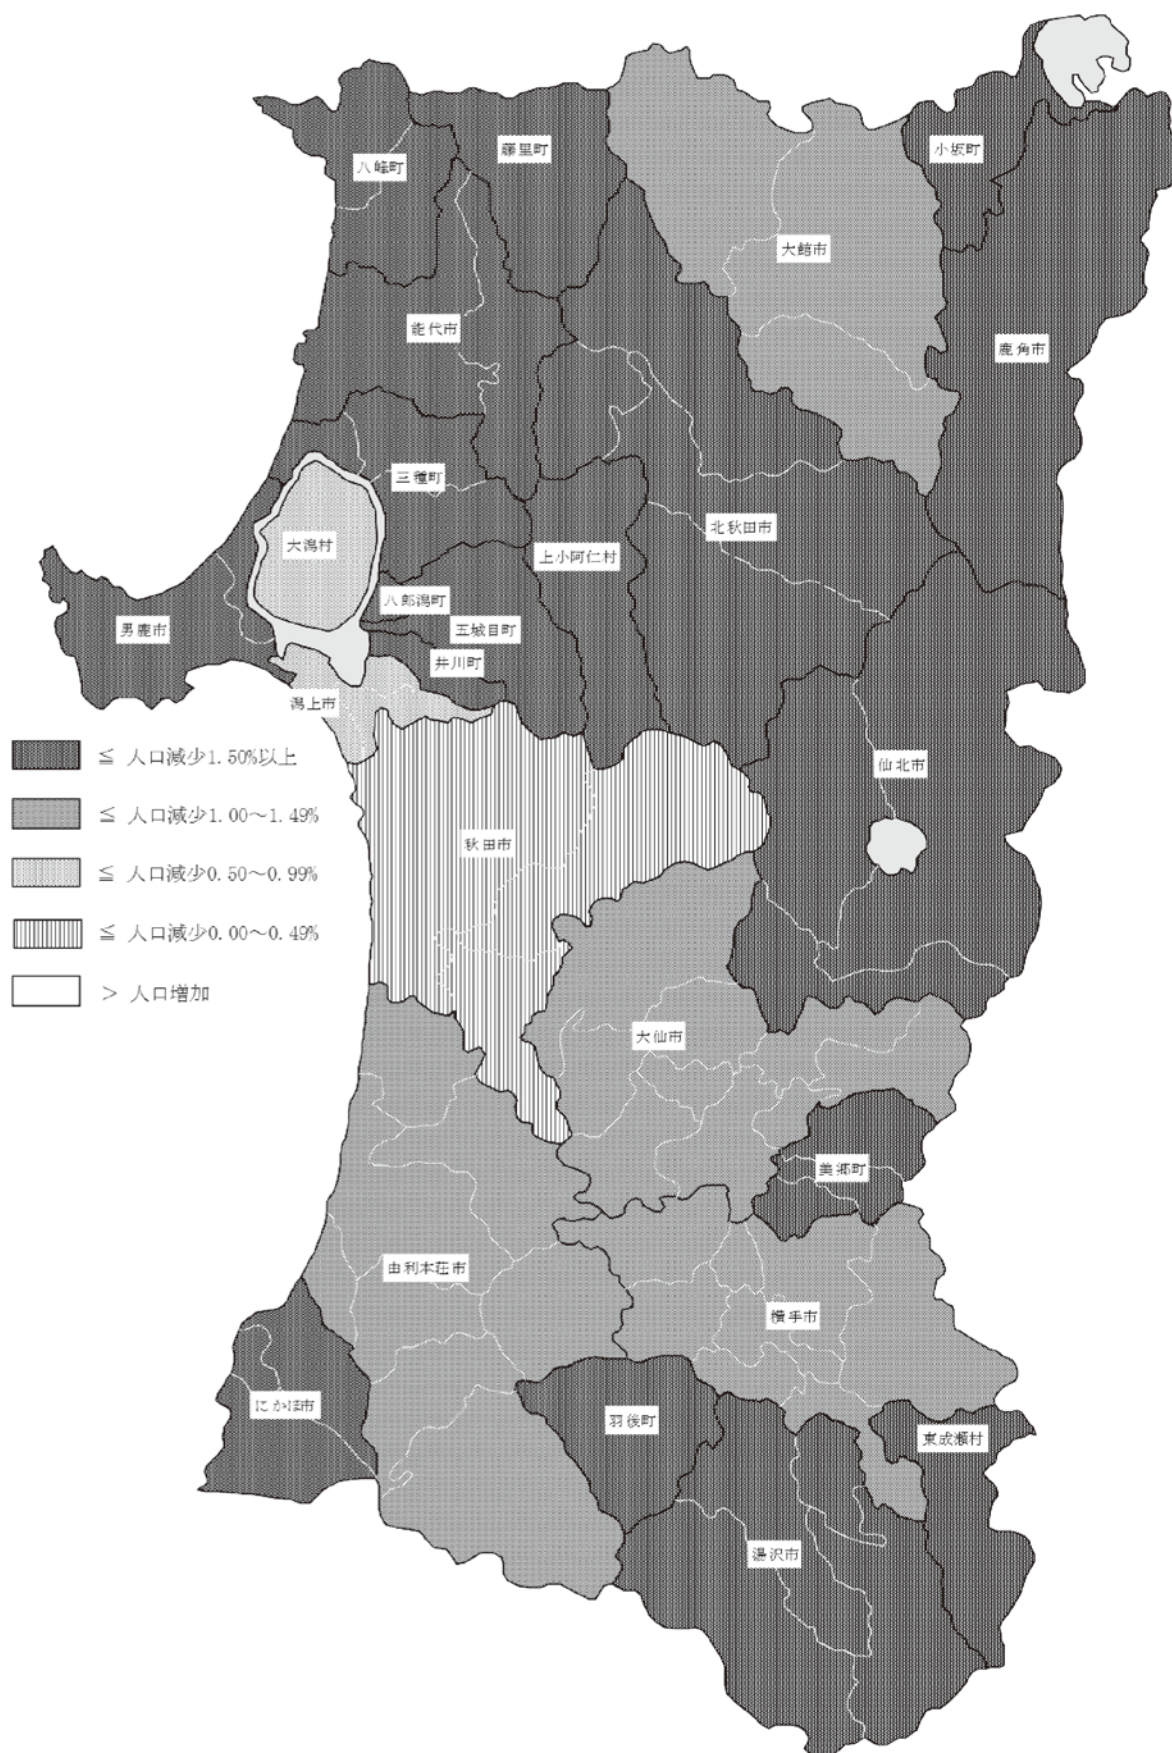 藤里町
小坂町
八峰町
大館市
能代市
鹿角市
三種町
北秋田市
大潟村
上小阿仁村
八郎潟町
男鹿市
五城目町
井川町
潟上市
≦ 人口減少1.50%以上
仙北市
≦ 人口減少1.00～1.49%
秋田市
≦ 人口減少0.50～0.99%
≦ 人口減少0.00～0.49%
＞ 人口増加
大仙市
美郷町
由利本荘市
横手市
にかほ市
羽後町
東成瀬村
湯沢市